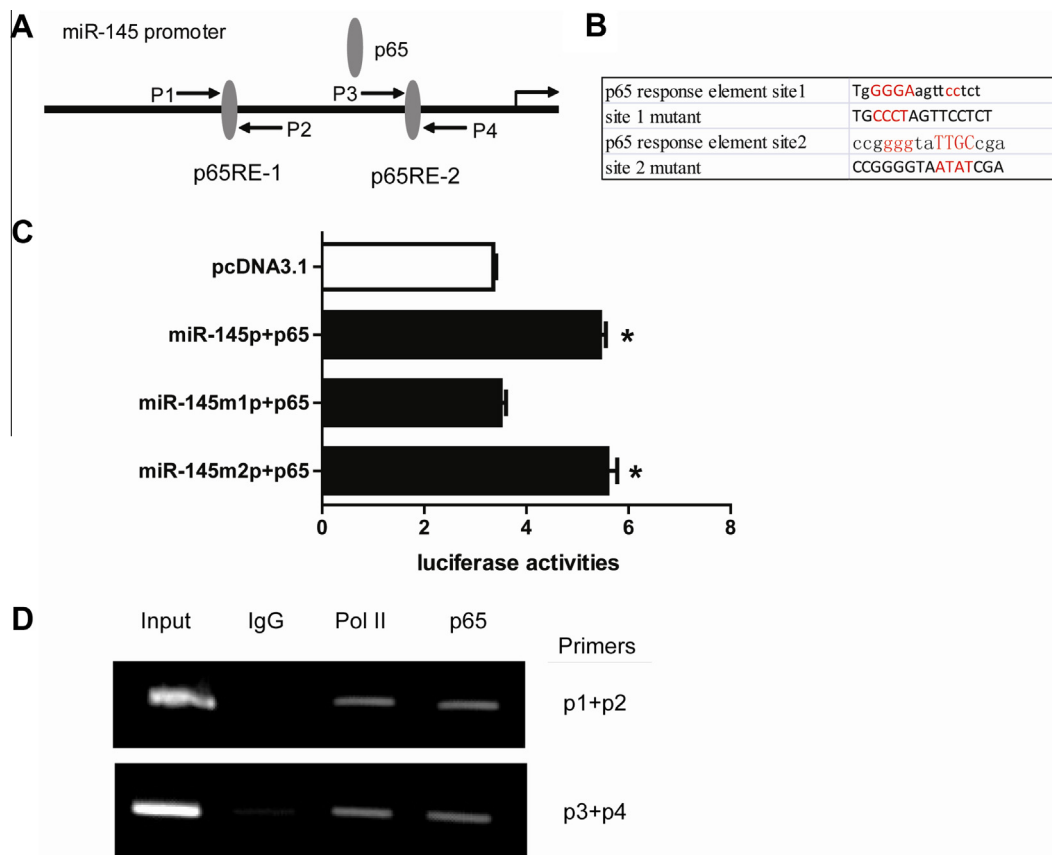 A
miR-145 promoter
p65
P1
P3
P2
P4
p65RE-1
p65RE-2
B
p65 response element site1 TgGGGAagttcctct
site 1 mutant TGCCCTAGTTCCTCT
p65 response element site2 ccggggtaTTGCcga
site 2 mutant CCGGGGTAATATCGA
C
pcDNA3.1
miR-145p+p65 *
miR-145m1p+p65
miR-145m2p+p65 *
0 2 4 6 8
luciferase activities
D
Input IgG Pol II p65
Primers
p1+p2
p3+p4